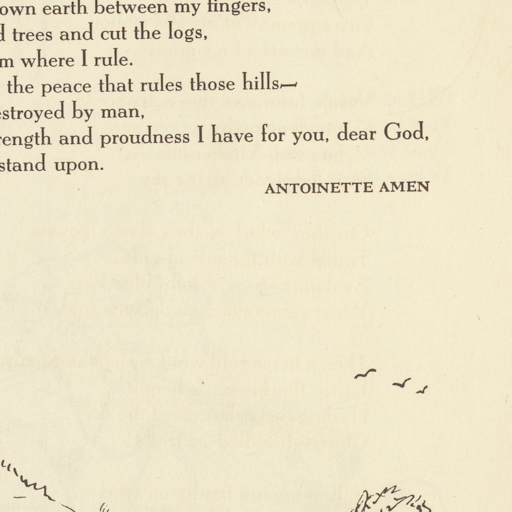 own earth between my fingers,
d trees and cut the logs,
m where I rule.
the peace that rules those hills—
estroyed by man,
rength and proudness I have for you, dear God,
stand upon.
ANTOINETTE AMEN